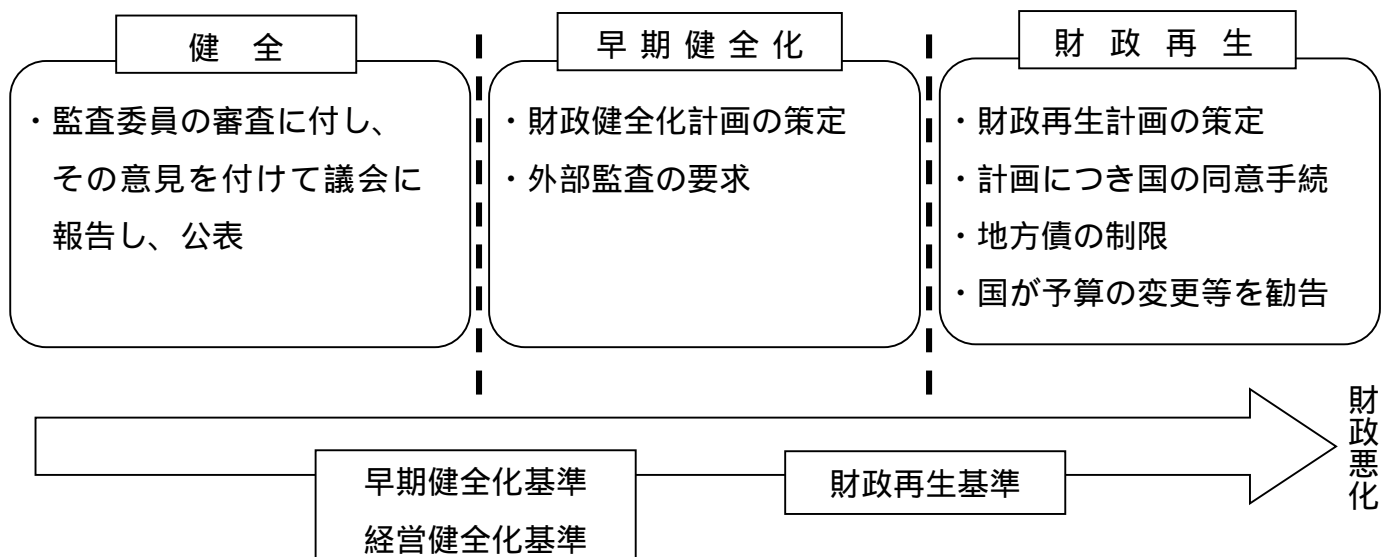 健全
・監査委員の審査に付し、
その意見を付けて議会に
報告し、公表
早期健全化
・財政健全化計画の策定
・外部監査の要求
財政再生
・財政再生計画の策定
・計画につき国の同意手続
・地方債の制限
・国が予算の変更等を勧告
財政悪化
早期健全化基準
経営健全化基準
財政再生基準